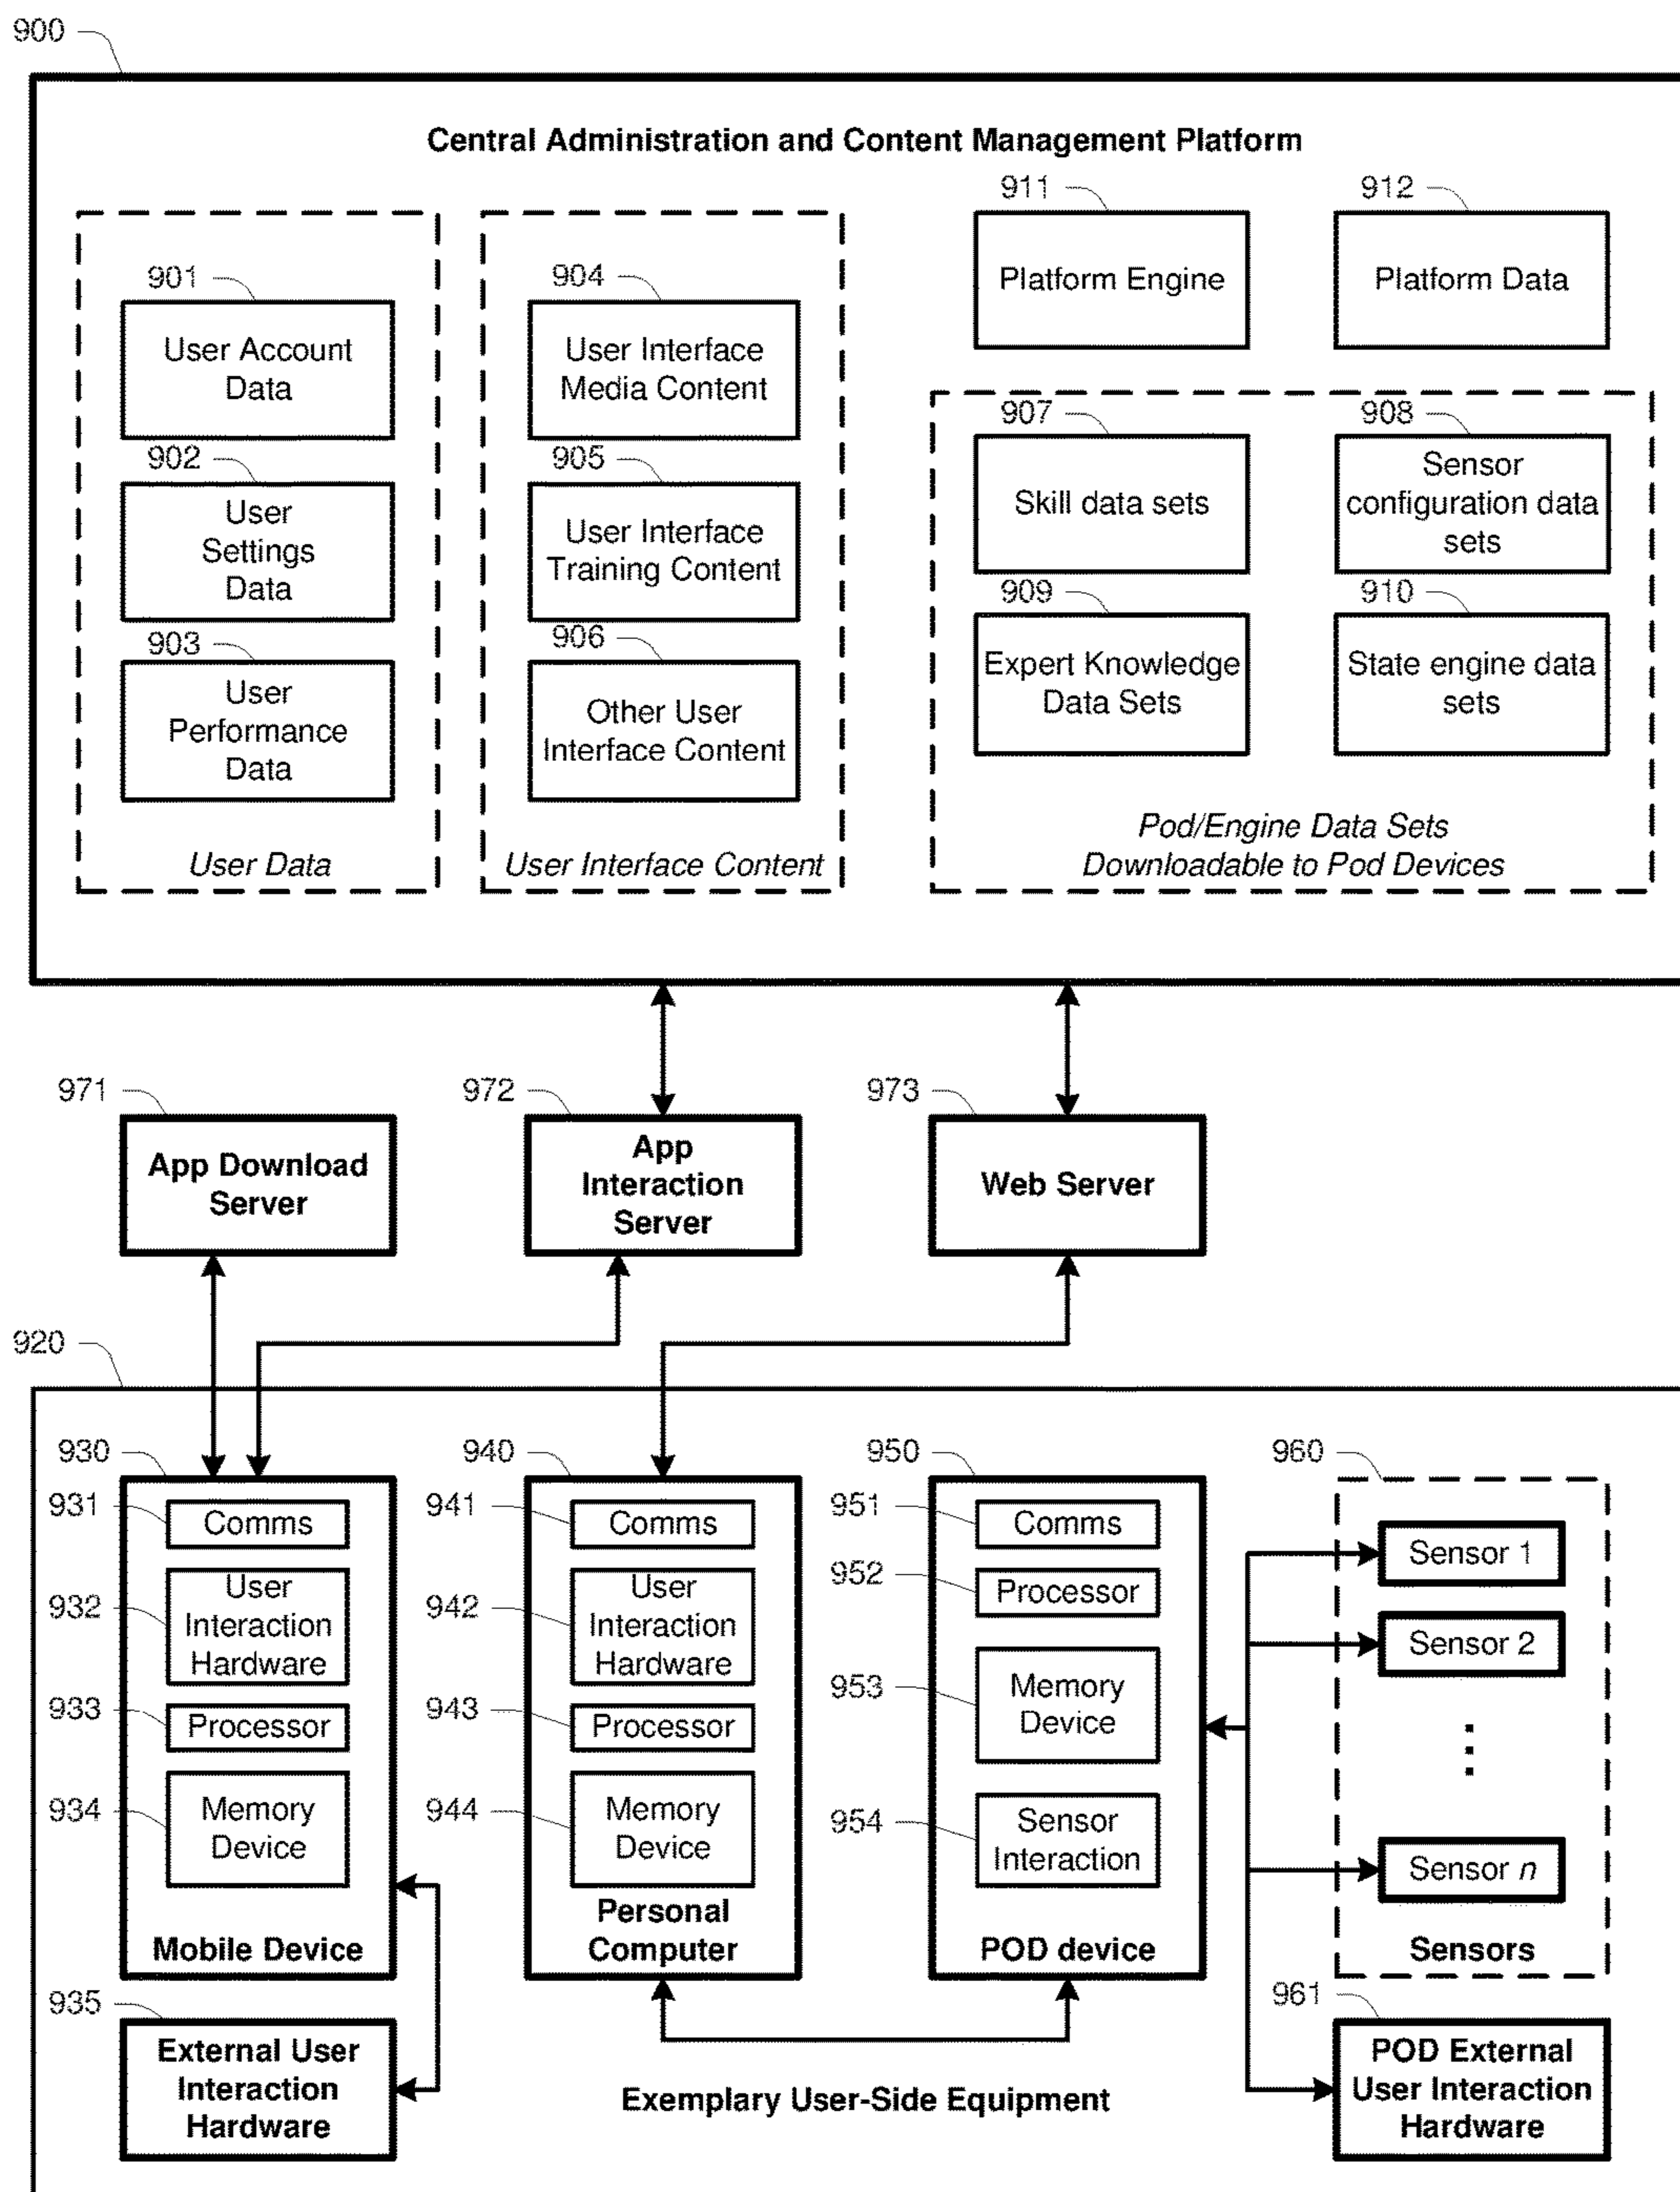 900
Central Administration and Content Management Platform
911
912
Platform Engine
Platform Data
901
User Account
Data
902
User
Settings
Data
903
User
Performance
Data
User Data
904
User Interface
Media Content
905
User Interface
Training Content
906
Other User
Interface Content
User Interface Content
907
Skill data sets
908
Sensor
configuration data
sets
909
Expert Knowledge
Data Sets
910
State engine data
sets
Pod/Engine Data Sets
Downloadable to Pod Devices
971
App Download
Server
972
App
Interaction
Server
973
Web Server
920
930
931
Comms
932
User
Interaction
Hardware
933
Processor
934
Memory
Device
Mobile Device
935
External User
Interaction
Hardware
940
941
Comms
942
User
Interaction
Hardware
943
Processor
944
Memory
Device
Personal
Computer
950
951
Comms
952
Processor
953
Memory
Device
954
Sensor
Interaction
POD device
960
Sensor 1
Sensor 2
Sensor n
Sensors
961
POD External
User Interaction
Hardware
Exemplary User-Side Equipment